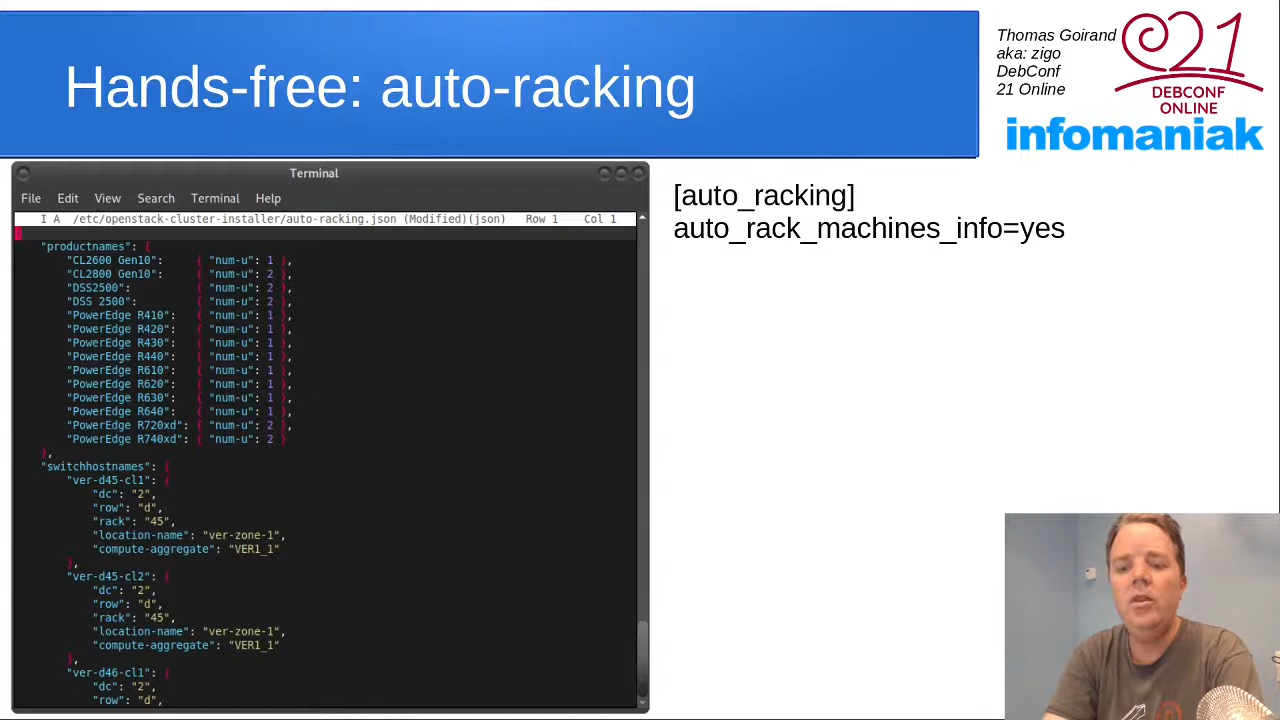 Hands-free: auto-racking
Thomas Goirand
aka: zigo
DebConf
21 Online
21
DEBCONF
ONLINE
infomaniak
Terminal
File Edit View Search Terminal Help
I A /etc/openstack-cluster-installer/auto-racking.json (Modified)(json) Row 1 Col 1
{
"productnames": {
"CL2600 Gen10": { "num-u": 1 },
"CL2800 Gen10": { "num-u": 2 },
"DSS2500": { "num-u": 2 },
"DSS 2500": { "num-u": 2 },
"PowerEdge R410": { "num-u": 1 },
"PowerEdge R420": { "num-u": 1 },
"PowerEdge R430": { "num-u": 1 },
"PowerEdge R440": { "num-u": 1 },
"PowerEdge R610": { "num-u": 1 },
"PowerEdge R620": { "num-u": 1 },
"PowerEdge R630": { "num-u": 1 },
"PowerEdge R640": { "num-u": 1 },
"PowerEdge R720xd": { "num-u": 2 },
"PowerEdge R740xd": { "num-u": 2 }
},
"switchhostnames": {
"ver-d45-cl1": {
"dc": "2",
"row": "d",
"rack": "45",
"location-name": "ver-zone-1",
"compute-aggregate": "VER1_1"
},
"ver-d45-cl2": {
"dc": "2",
"row": "d",
"rack": "45",
"location-name": "ver-zone-1",
"compute-aggregate": "VER1_1"
},
"ver-d46-cl1": {
"dc": "2",
"row": "d",
[auto_racking]
auto_rack_machines_info=yes